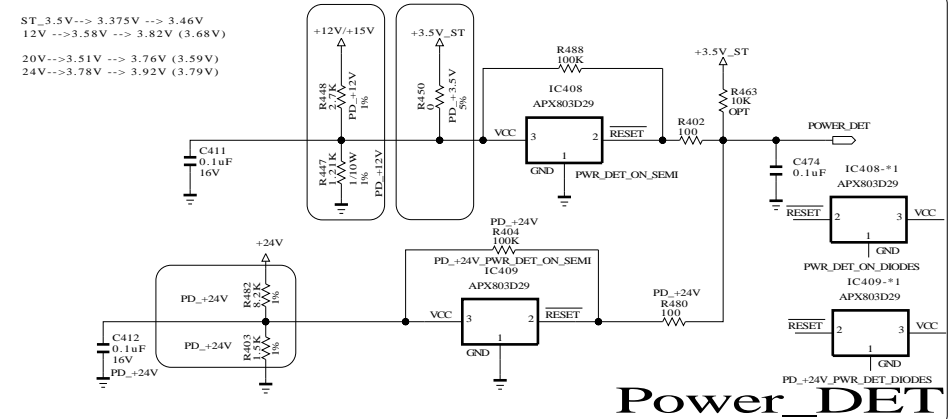 ST_3.5V--> 3.375V --> 3.46V
12V -->3.58V --> 3.82V (3.68V)
20V-->3.51V --> 3.76V (3.59V)
24V-->3.78V --> 3.92V (3.79V)
+12V/+15V
R448
2.7K
PD_+12V
1%
R447
1.21K
1/10W
1%
PD_+12V
C411
0.1uF
16V
+3.5V_ST
R450
0
PD_+3.5V
5%
R488
100K
IC408
APX803D29
VCC
3
2
RESET
1
GND
PWR_DET_ON_SEMI
R402
100
+3.5V_ST
R463
10K
OPT
POWER_DET
C474
0.1uF
IC408-*1
APX803D29
RESET
2
3
VCC
1
GND
PWR_DET_ON_DIODES
+24V
PD_+24V
R482
8.2K
1%
PD_+24V
R403
1.5K
1%
C412
0.1uF
16V
PD_+24V
PD_+24V
R404
100K
PD_+24V_PWR_DET_ON_SEMI
IC409
APX803D29
VCC
3
2
RESET
1
GND
PD_+24V
R480
100
IC409-*1
APX803D29
RESET
2
3
VCC
1
GND
PD_+24V_PWR_DET_DIODES
Power_DET